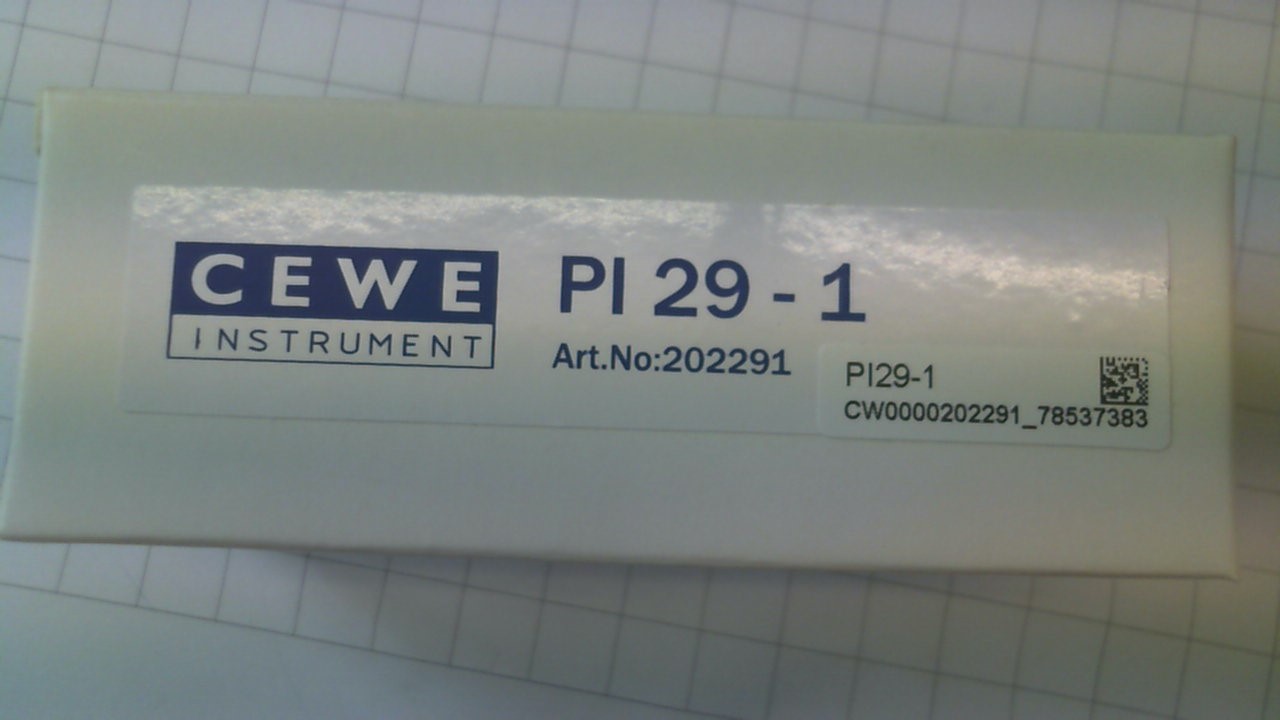 CEWE
INSTRUMENT
PI 29 - 1
Art.No:202291
PI29-1
CW0000202291_78537383